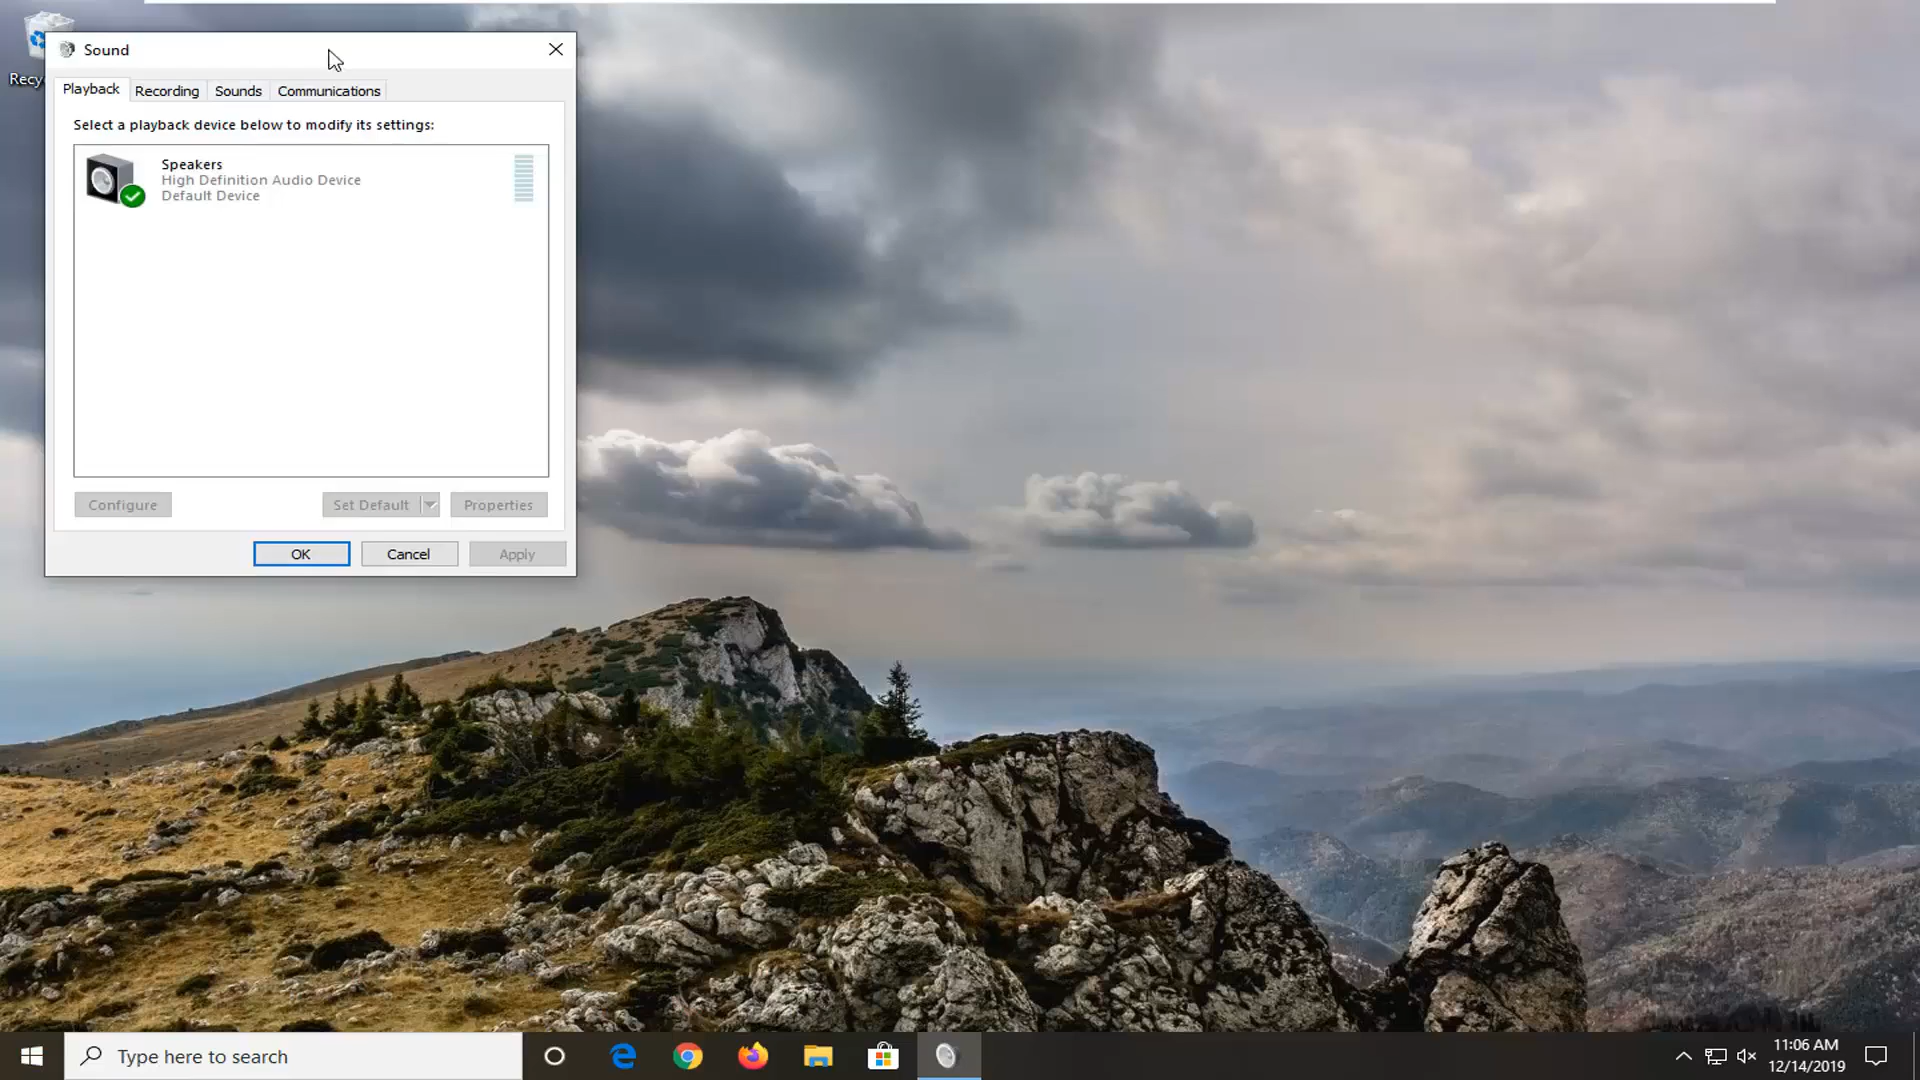 Recy
Sound
Playback
Recording
Sounds
Communications
Select a playback device below to modify its settings:
Speakers
High Definition Audio Device
Default Device
Configure
Set Default
Properties
OK
Cancel
Apply
Type here to search
11:06 AM
12/14/2019